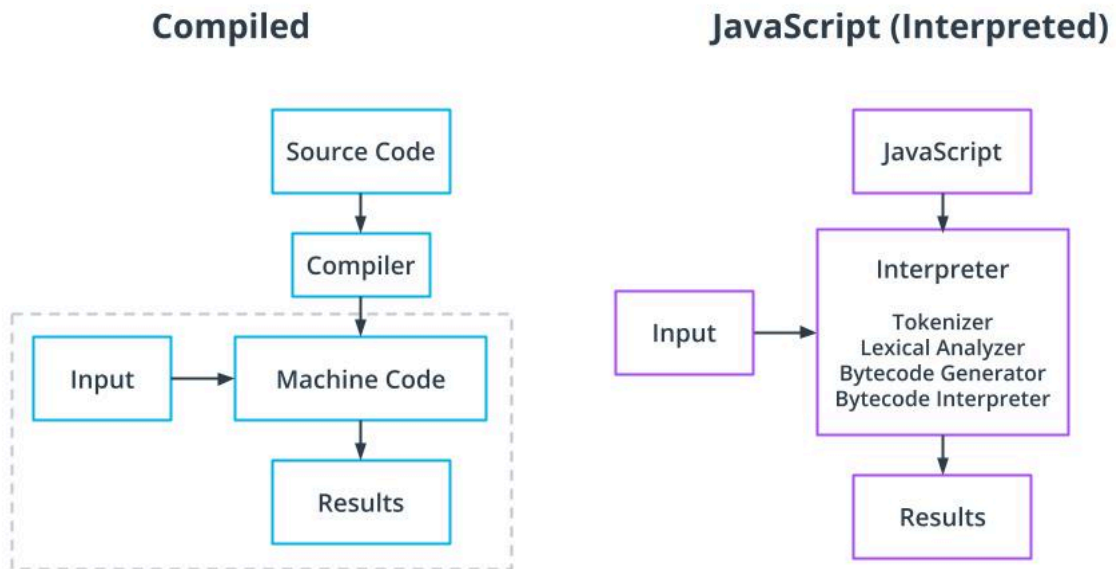 Compiled
Source Code
Compiler
Input
Machine Code
Results
JavaScript (Interpreted)
JavaScript
Interpreter
Tokenizer
Lexical Analyzer
Bytecode Generator
Bytecode Interpreter
Input
Results